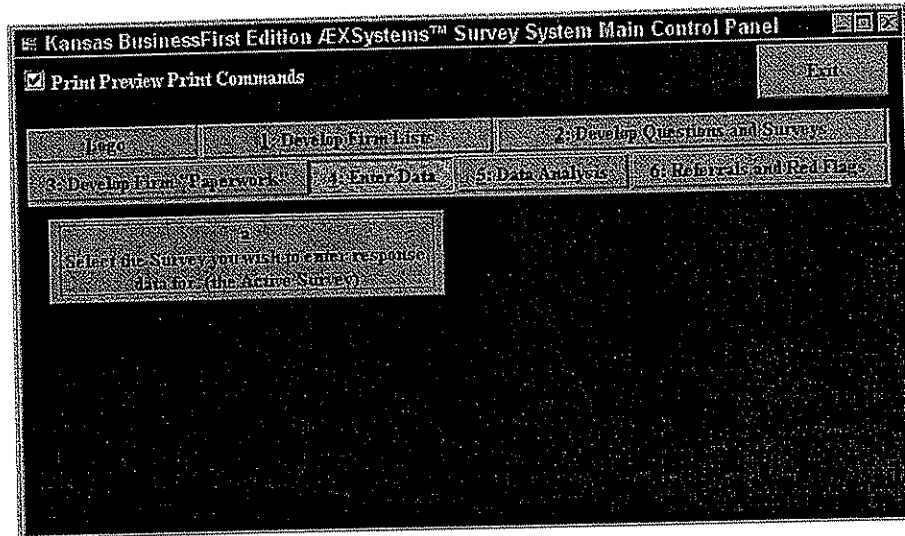 Kansas BusinessFirst Edition ÆXSystems™ Survey System Main Control Panel
Print Preview Print Commands
Exit
Logo
1: Develop Firm Lists
2: Develop Questions and Surveys
3: Develop Firm "Paperwork"
4: Enter Data
5: Data Analysis
6: Referrals and Red Flags
a
Select the Survey you wish to enter response
data for. (the Active Survey)